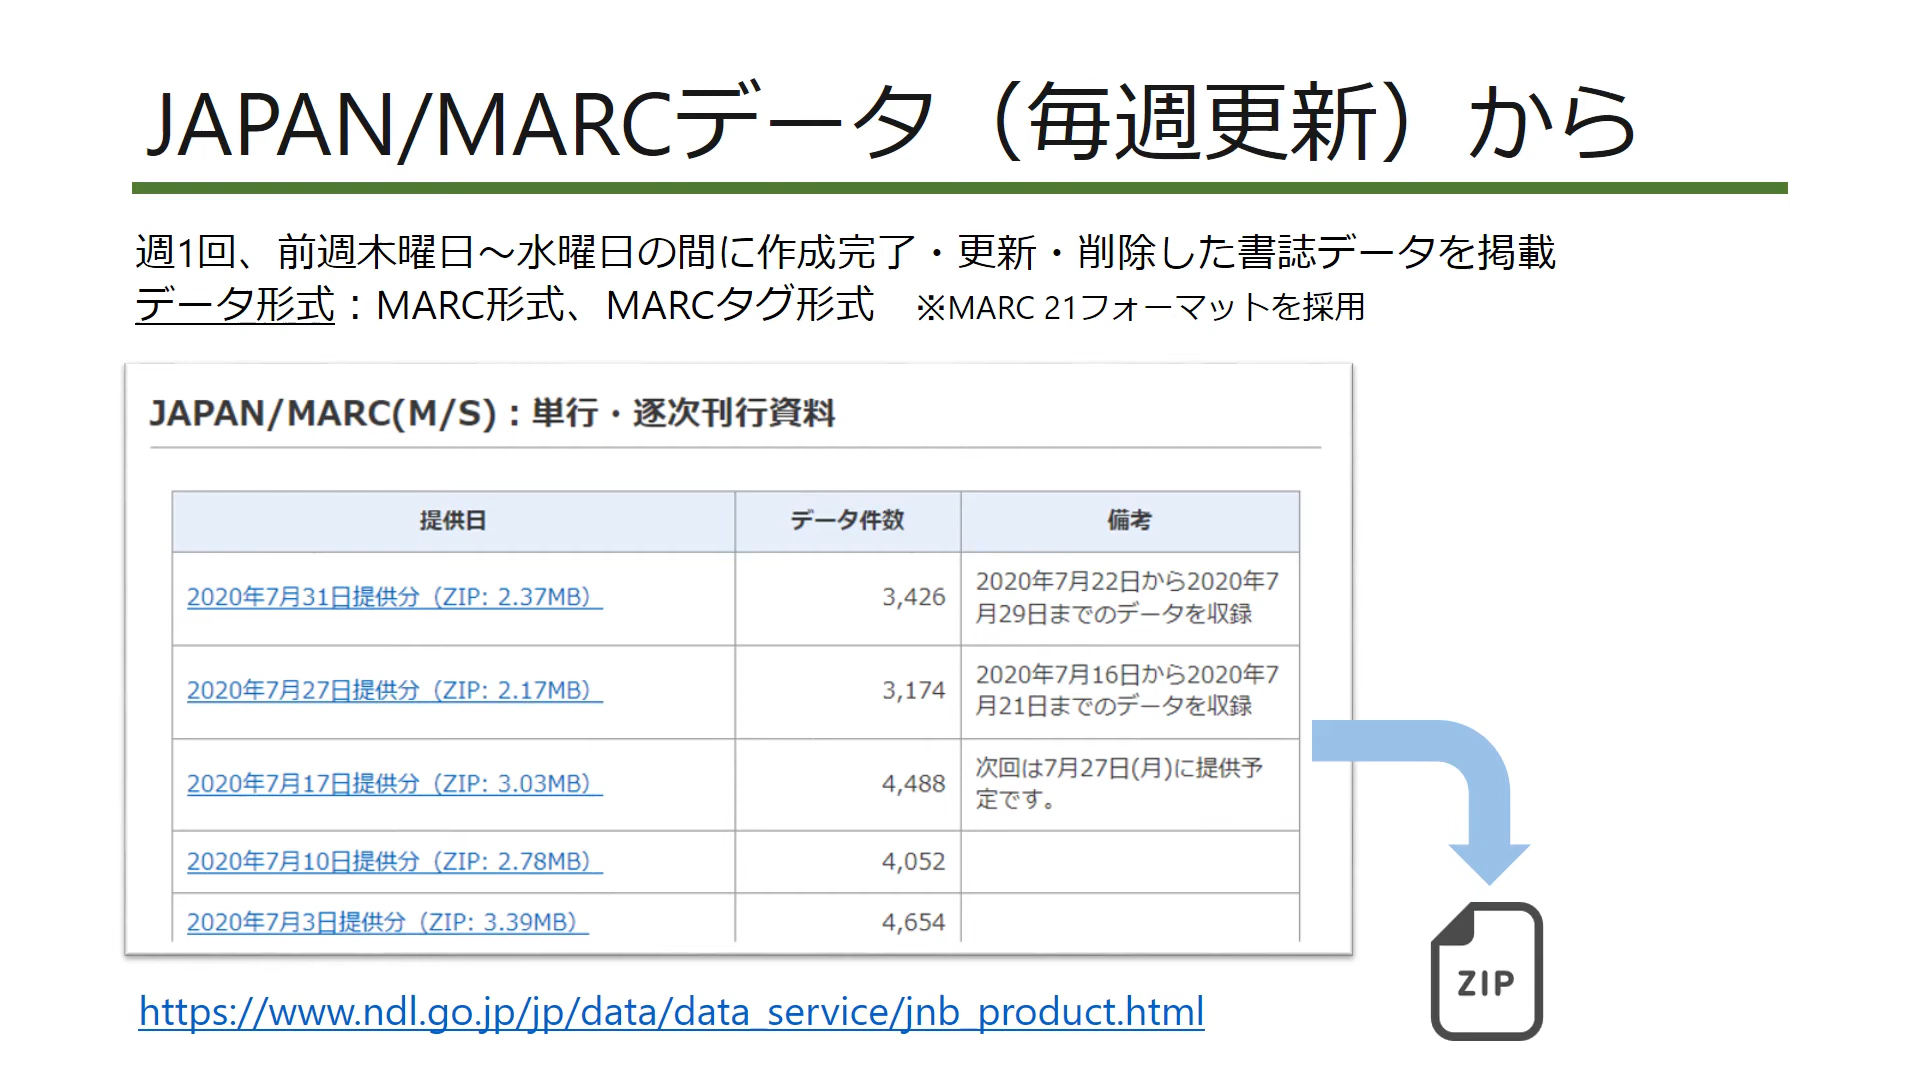 JAPAN/MARCデータ（毎週更新）から
週1回、前週木曜日～水曜日の間に作成完了・更新・削除した書誌データを掲載
データ形式：MARC形式、MARCタグ形式　※MARC 21フォーマットを採用
JAPAN/MARC(M/S)：単行・逐次刊行資料
提供日 データ件数 備考
2020年7月31日提供分（ZIP: 2.37MB） 3,426 2020年7月22日から2020年7
月29日までのデータを収録
2020年7月27日提供分（ZIP: 2.17MB） 3,174 2020年7月16日から2020年7
月21日までのデータを収録
2020年7月17日提供分（ZIP: 3.03MB） 4,488 次回は7月27日(月)に提供予
定です。
2020年7月10日提供分（ZIP: 2.78MB） 4,052
2020年7月3日提供分（ZIP: 3.39MB） 4,654
ZIP
https://www.ndl.go.jp/jp/data/data_service/jnb_product.html